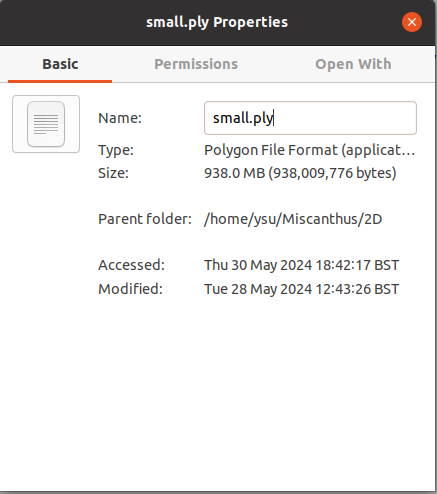 small.ply Properties
Basic Permissions Open With
Name: small.ply
Type: Polygon File Format (applicat…
Size: 938.0 MB (938,009,776 bytes)
Parent folder: /home/ysu/Miscanthus/2D
Accessed: Thu 30 May 2024 18:42:17 BST
Modified: Tue 28 May 2024 12:43:26 BST